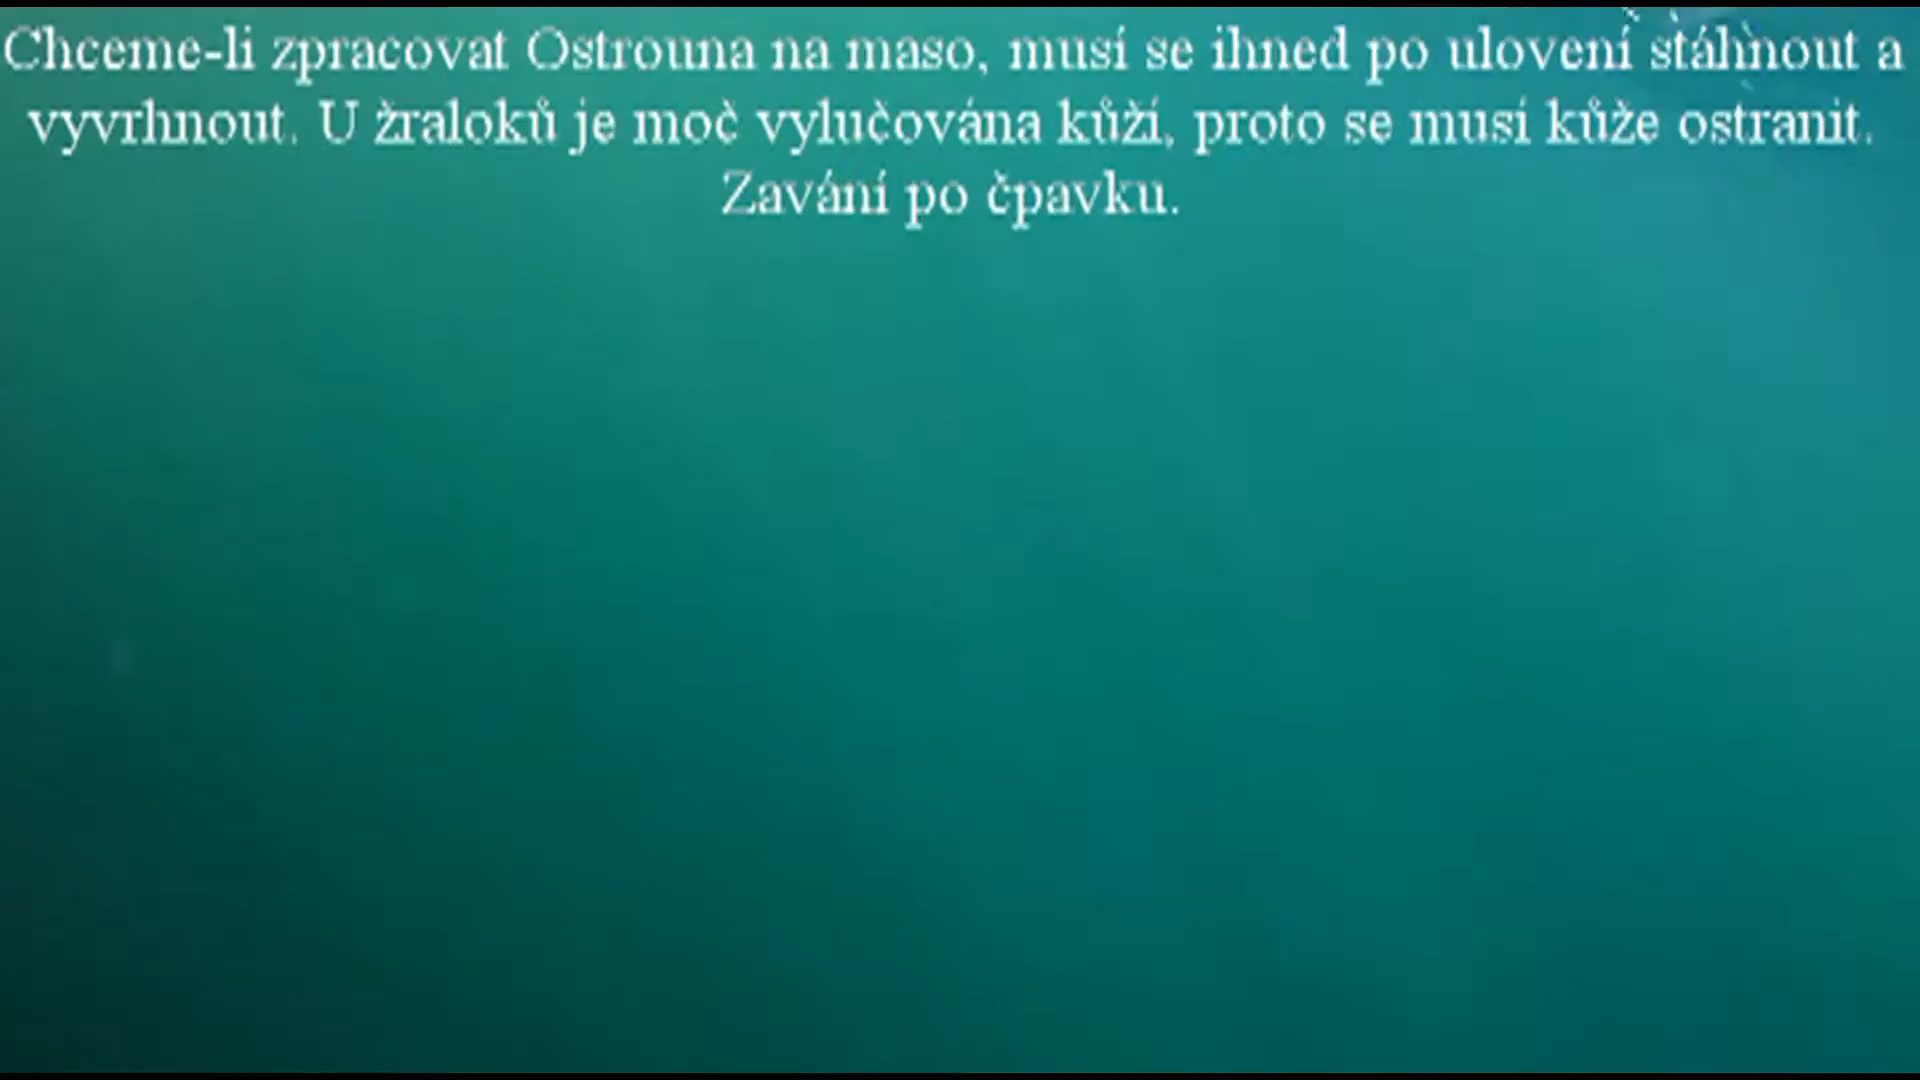 Chceme-li zpracovat Ostrouna na maso, musí se ihned po ulovení stáhnout a
vyvrhnout. U žraloků je moč vylučována kůží, proto se musí kůže ostranit.
Zavání po čpavku.